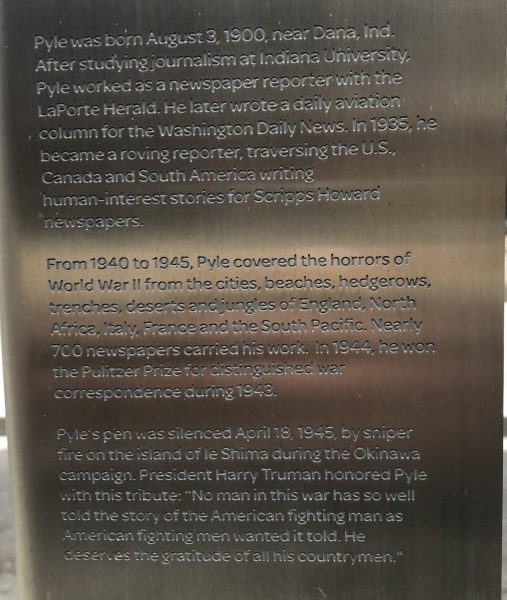 Pyle was born August 3, 1900, near Dana, Ind.
After studying journalism at Indiana University,
Pyle worked as a newspaper reporter with the
LaPorte Herald. He later wrote a daily aviation
column for the Washington Daily News. In 1935, he
became a roving reporter, traversing the U.S.,
Canada and South America writing
human-interest stories for Scripps Howard
newspapers.
From 1940 to 1945, Pyle covered the horrors of
World War II from the cities, beaches, hedgerows,
trenches, deserts and jungles of England, North
Africa, Italy, France and the South Pacific. Nearly
700 newspapers carried his work. In 1944, he won
the Pulitzer Prize for distinguished war
correspondence during 1943.
Pyle's pen was silenced April 18, 1945, by sniper
fire on the island of Ie Shima during the Okinawa
campaign. President Harry Truman honored Pyle
with this tribute: "No man in this war has so well
told the story of the American fighting man as
American fighting men wanted it told. He
deserves the gratitude of all his countrymen."